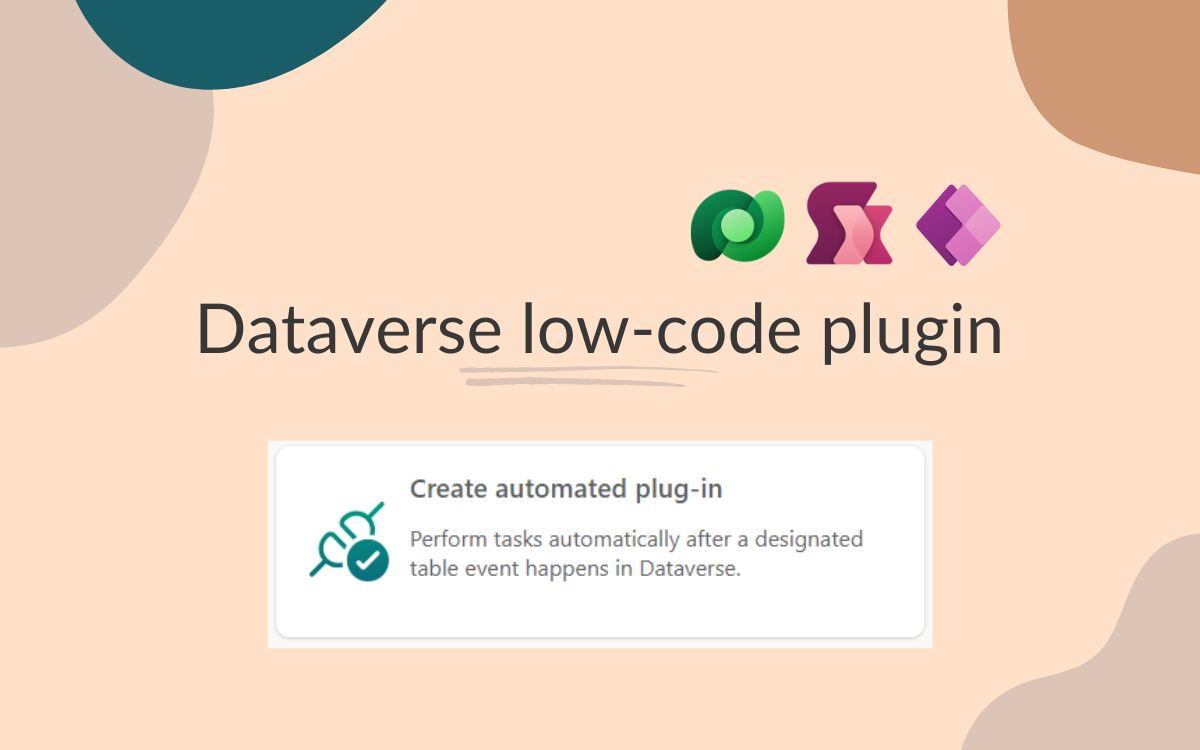 Dataverse low-code plugin
Create automated plug-in
Perform tasks automatically after a designated
table event happens in Dataverse.